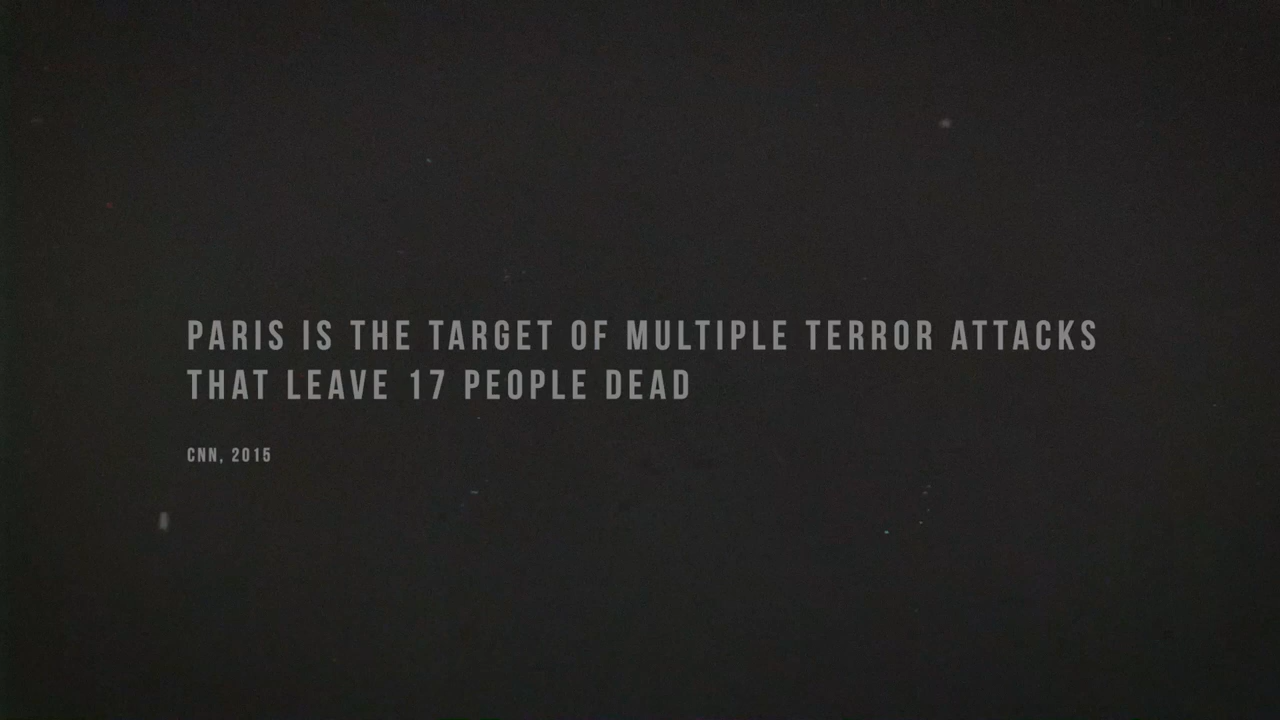 PARIS IS THE TARGET OF MULTIPLE TERROR ATTACKS
THAT LEAVE 17 PEOPLE DEAD
CNN, 2015